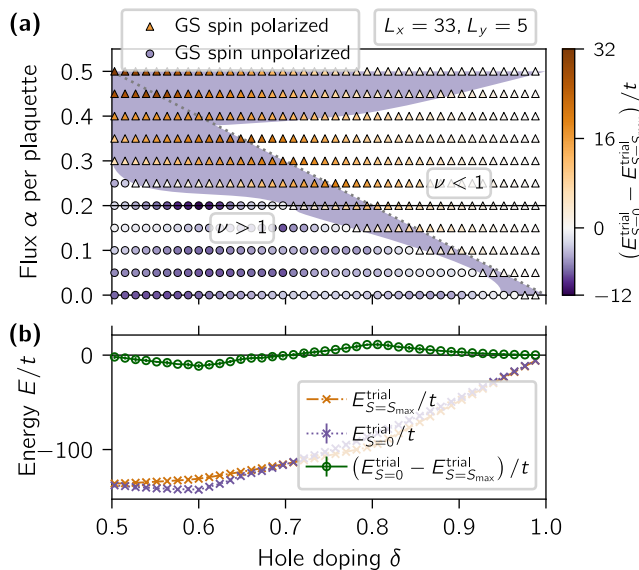 (a)
GS spin polarized
GS spin unpolarized
L_x = 33, L_y = 5
Flux α per plaquette
0.5
0.4
0.3
0.2
0.1
0.0
ν < 1
ν > 1
32
16
0
−12
(E^trial_{S=0} − E^trial_{S=S_max})/t
(b)
Energy E/t
0
−100
E^trial_{S=S_max}/t
E^trial_{S=0}/t
(E^trial_{S=0} − E^trial_{S=S_max})/t
0.5 0.6 0.7 0.8 0.9 1.0
Hole doping δ